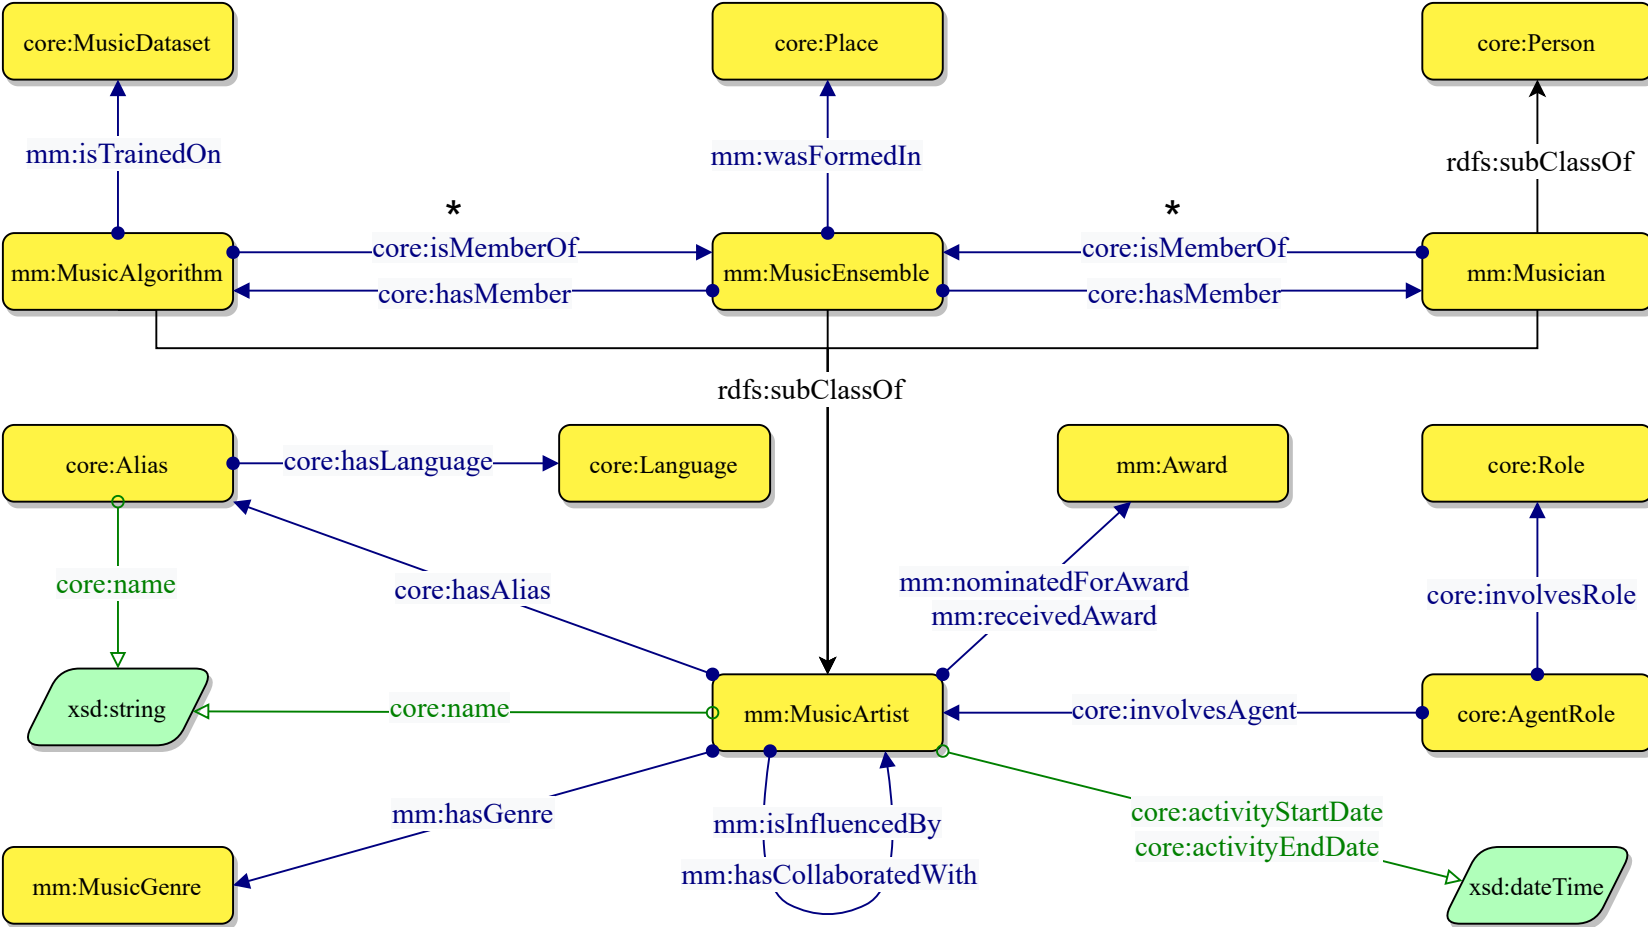 core:MusicDataset
core:Place
core:Person
mm:isTrainedOn
mm:wasFormedIn
rdfs:subClassOf
*
*
core:isMemberOf
core:isMemberOf
mm:MusicAlgorithm
mm:MusicEnsemble
mm:Musician
core:hasMember
core:hasMember
rdfs:subClassOf
core:Alias
core:hasLanguage
core:Language
mm:Award
core:Role
core:name
core:hasAlias
mm:nominatedForAward
mm:receivedAward
core:involvesRole
xsd:string
core:name
mm:MusicArtist
core:involvesAgent
core:AgentRole
mm:hasGenre
mm:isInfluencedBy
mm:hasCollaboratedWith
core:activityStartDate
core:activityEndDate
mm:MusicGenre
xsd:dateTime